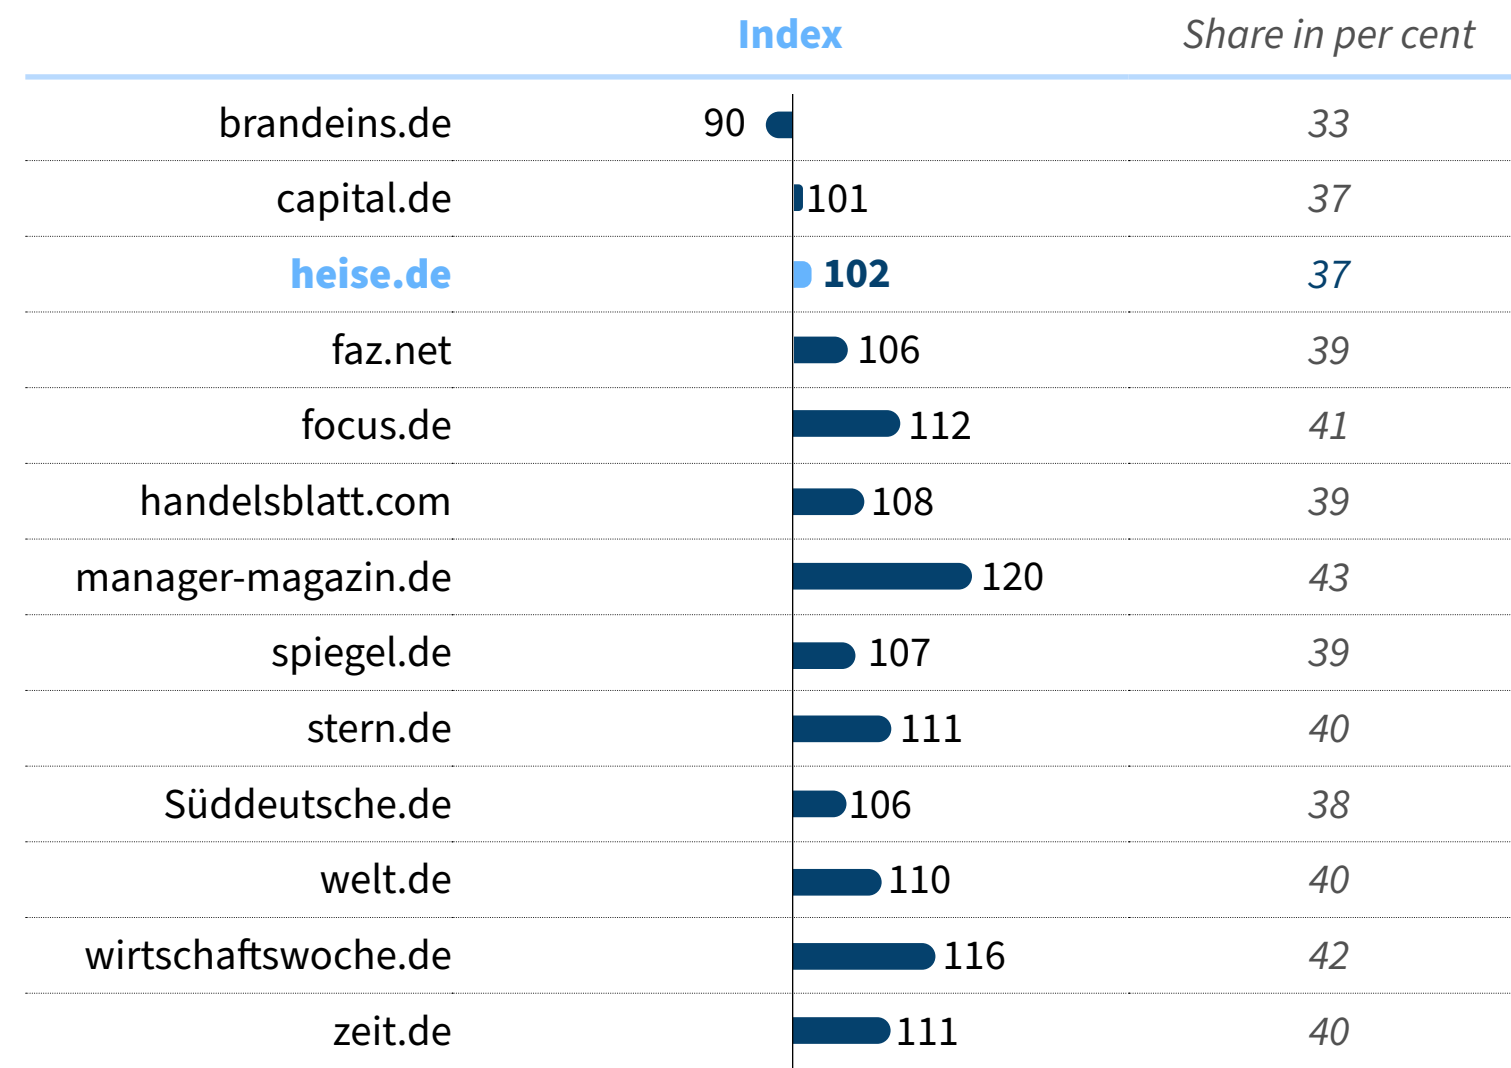 Index Share in per cent
brandeins.de 90 33
capital.de 101 37
heise.de 102 37
faz.net 106 39
focus.de 112 41
handelsblatt.com 108 39
manager-magazin.de 120 43
spiegel.de 107 39
stern.de 111 40
Süddeutsche.de 106 38
welt.de 110 40
wirtschaftswoche.de 116 42
zeit.de 111 40